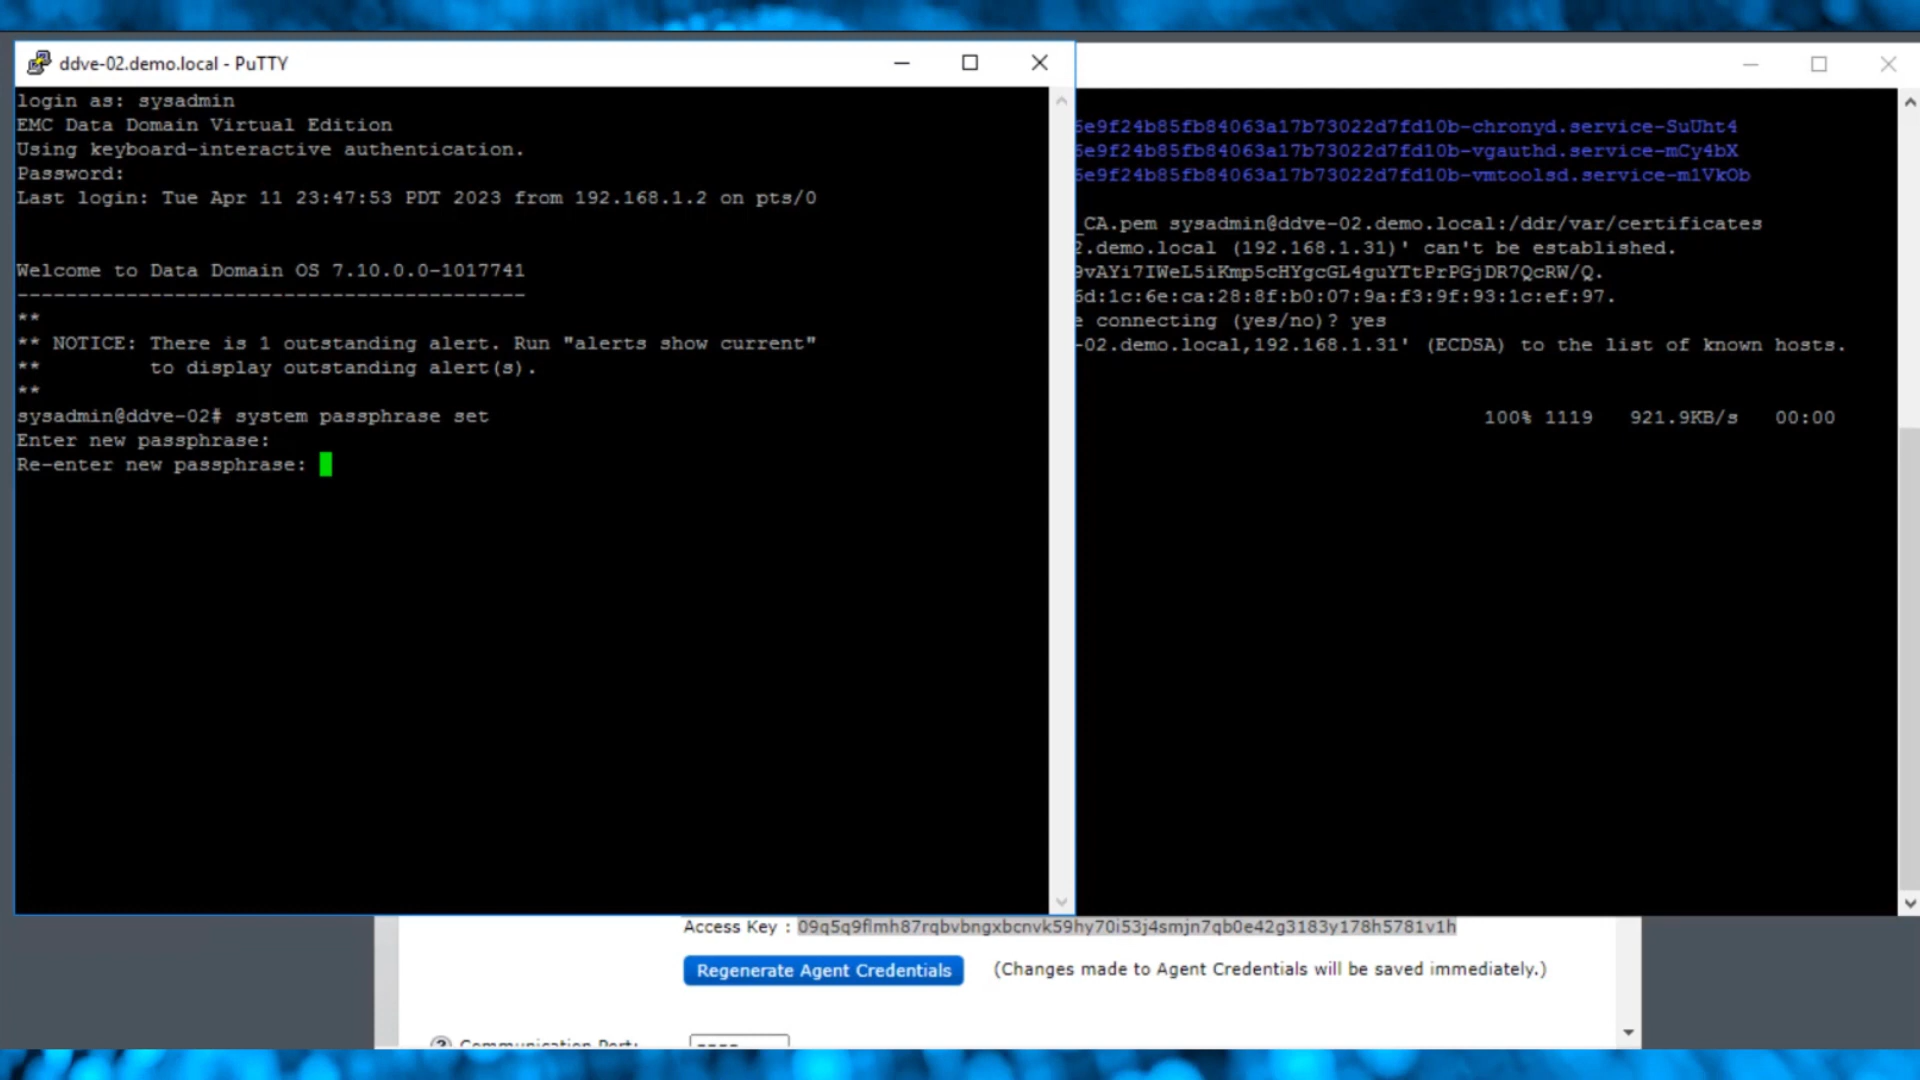 ddve-02.demo.local - PuTTY
login as: sysadmin
EMC Data Domain Virtual Edition
Using keyboard-interactive authentication.
Password:
Last login: Tue Apr 11 23:47:53 PDT 2023 from 192.168.1.2 on pts/0
Welcome to Data Domain OS 7.10.0.0-1017741
------------------------------------------
**
** NOTICE: There is 1 outstanding alert. Run "alerts show current"
** to display outstanding alert(s).
**
sysadmin@ddve-02# system passphrase set
Enter new passphrase:
Re-enter new passphrase:
6e9f24b85fb84063a17b73022d7fd10b-chronyd.service-SuUht4
6e9f24b85fb84063a17b73022d7fd10b-vgauthd.service-mCy4bX
6e9f24b85fb84063a17b73022d7fd10b-vmtoolsd.service-m1VkOb
_CA.pem sysadmin@ddve-02.demo.local:/ddr/var/certificates
2.demo.local (192.168.1.31)' can't be established.
9vAYi7IWeL5iKmp5cHYgcGL4guYTtPrPGjDR7QcRW/Q.
6d:1c:6e:ca:28:8f:b0:07:9a:f3:9f:93:1c:ef:97.
e connecting (yes/no)? yes
-02.demo.local,192.168.1.31' (ECDSA) to the list of known hosts.
100% 1119 921.9KB/s 00:00
Access Key : 09q5q9flmh87rqbvbngxbcnvk59hy70i53j4smjn7qb0e42g3183y178h5781v1h
Regenerate Agent Credentials (Changes made to Agent Credentials will be saved immediately.)
Communication Port: